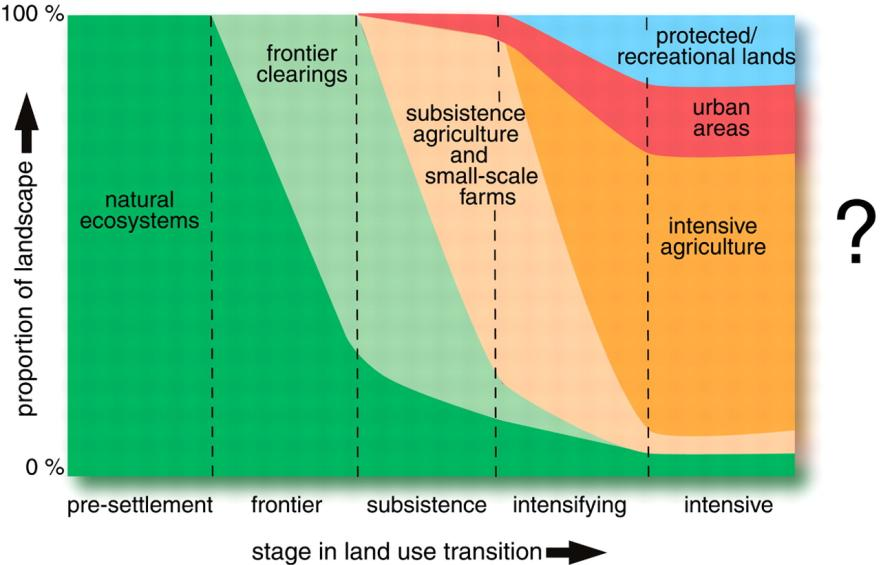 100 %
proportion of landscape
0 %
natural
ecosystems
frontier
clearings
subsistence
agriculture
and
small-scale
farms
protected/
recreational lands
urban
areas
intensive
agriculture
?
pre-settlement
frontier
subsistence
intensifying
intensive
stage in land use transition